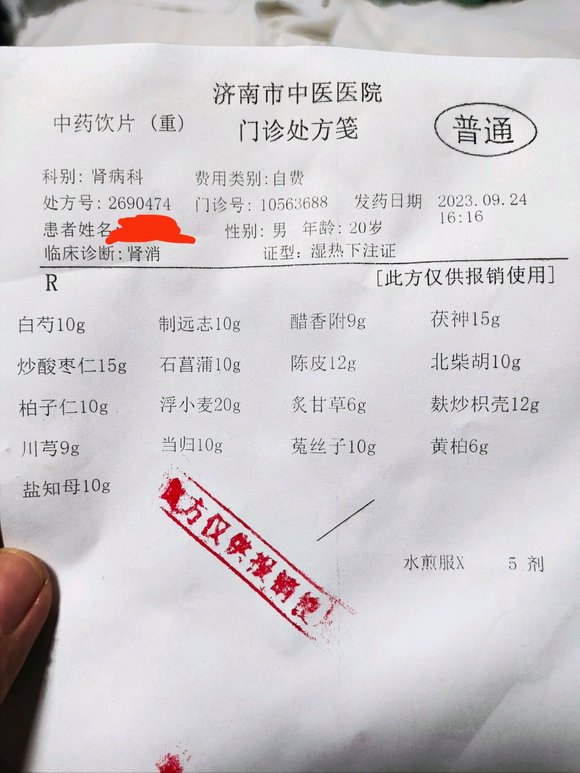 济南市中医医院
中药饮片 (重) 门诊处方笺 普通
科别: 肾病科 费用类别: 自费
处方号: 2690474 门诊号: 10563688 发药日期 2023.09.24
16:16
患者姓名 性别: 男 年龄: 20岁
临床诊断: 肾消 证型: 湿热下注证
R [此方仅供报销使用]
白芍10g 制远志10g 醋香附9g 茯神15g
炒酸枣仁15g 石菖蒲10g 陈皮12g 北柴胡10g
柏子仁10g 浮小麦20g 炙甘草6g 麸炒枳壳12g
川芎9g 当归10g 菟丝子10g 黄柏6g
盐知母10g
方仅供报销使
水煎服X 5 剂